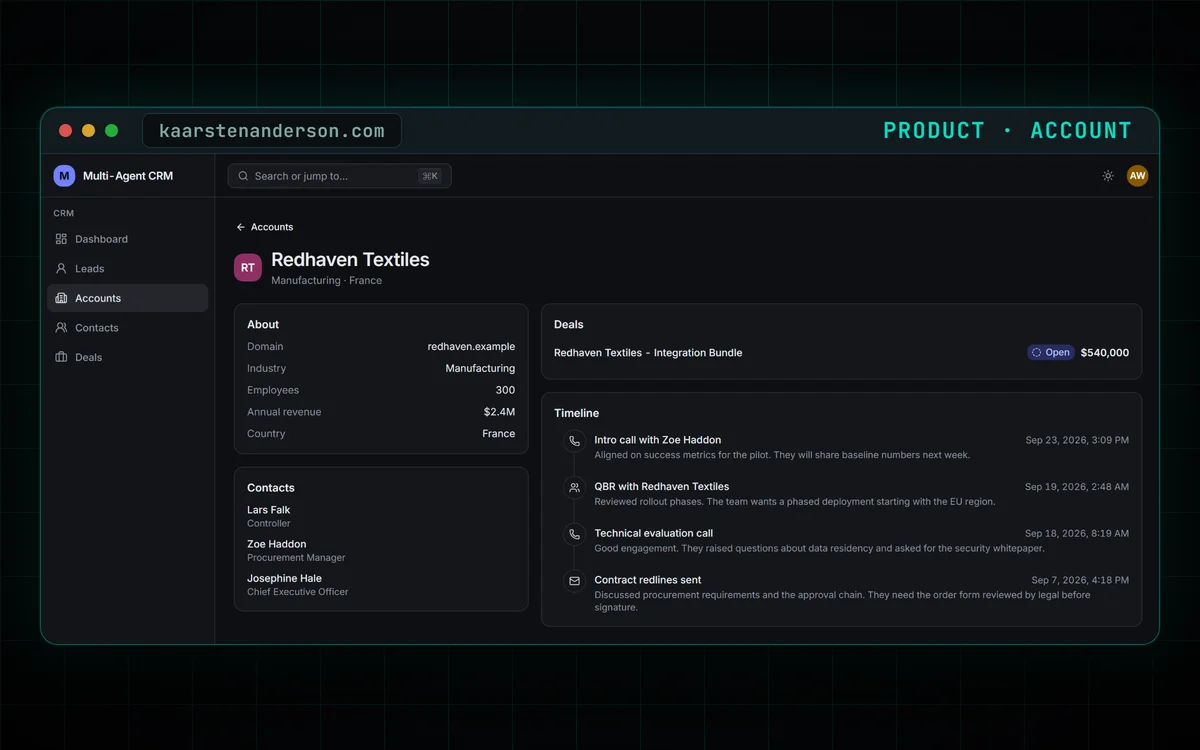 kaarstenanderson.com
PRODUCT · ACCOUNT
M Multi-Agent CRM
Search or jump to... ⌘K
AW
CRM
Dashboard
Leads
Accounts
Contacts
Deals
← Accounts
RT
Redhaven Textiles
Manufacturing · France
About
Domain redhaven.example
Industry Manufacturing
Employees 300
Annual revenue $2.4M
Country France
Contacts
Lars Falk
Controller
Zoe Haddon
Procurement Manager
Josephine Hale
Chief Executive Officer
Deals
Redhaven Textiles - Integration Bundle Open $540,000
Timeline
Intro call with Zoe Haddon Sep 23, 2026, 3:09 PM
Aligned on success metrics for the pilot. They will share baseline numbers next week.
QBR with Redhaven Textiles Sep 19, 2026, 2:48 AM
Reviewed rollout phases. The team wants a phased deployment starting with the EU region.
Technical evaluation call Sep 18, 2026, 8:19 AM
Good engagement. They raised questions about data residency and asked for the security whitepaper.
Contract redlines sent Sep 7, 2026, 4:18 PM
Discussed procurement requirements and the approval chain. They need the order form reviewed by legal before
signature.